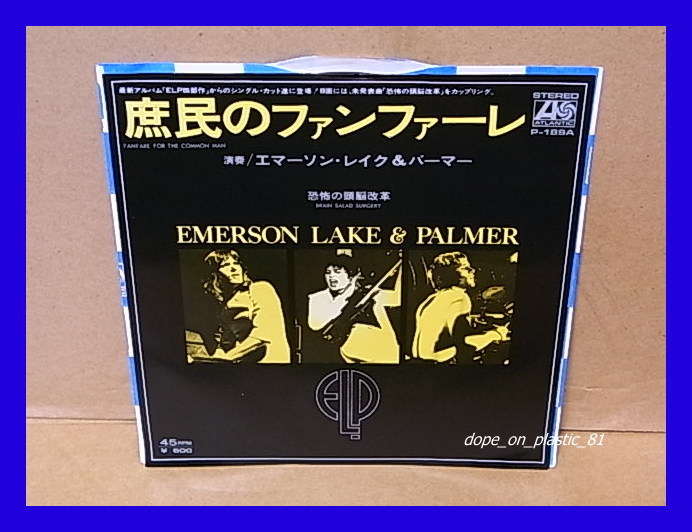 最新アルバム「ELP四部作」からのシングル・カット遂に登場!B面には、未発表曲「恐怖の頭脳改革」をカップリング。
庶民のファンファーレ
FANFARE FOR THE COMMON MAN
STEREO
ATLANTIC
P-189A
演奏/エマーソン・レイク&パーマー
恐怖の頭脳改革
BRAIN SALAD SURGERY
EMERSON LAKE & PALMER
ELP
45RPM
¥600
dope_on_plastic_81